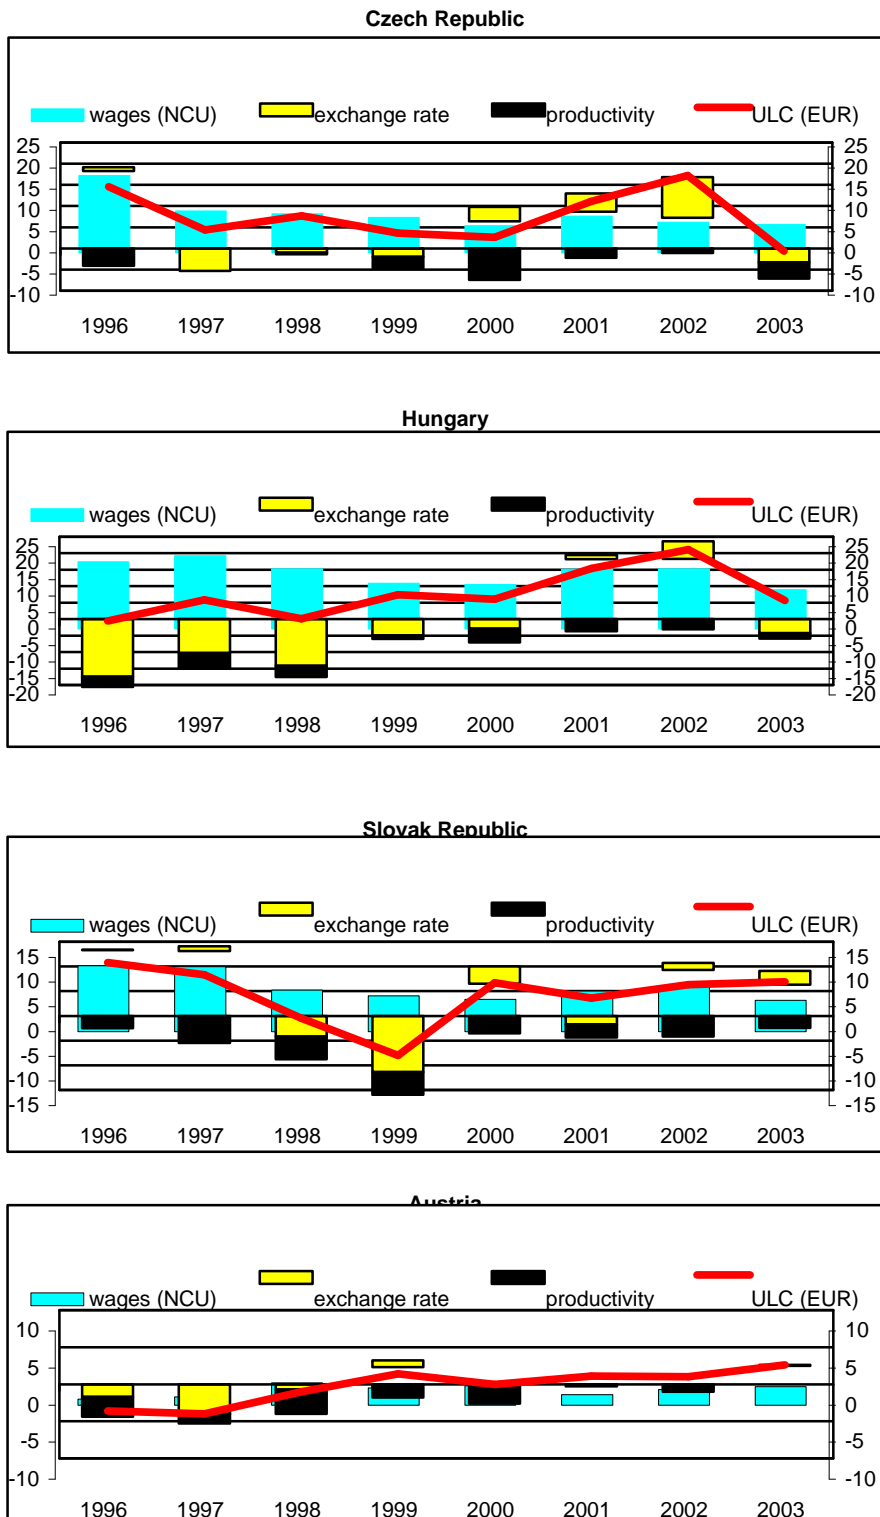 Czech Republic
wages (NCU) exchange rate productivity ULC (EUR)
25 25
20 20
15 15
10 10
5 5
0 0
-5 -5
-10 -10
1996 1997 1998 1999 2000 2001 2002 2003
Hungary
wages (NCU) exchange rate productivity ULC (EUR)
25 25
20 20
15 15
10 10
5 5
0 0
-5 -5
-10 -10
-15 -15
-20 -20
1996 1997 1998 1999 2000 2001 2002 2003
Slovak Republic
wages (NCU) exchange rate productivity ULC (EUR)
15 15
10 10
5 5
0 0
-5 -5
-10 -10
-15 -15
1996 1997 1998 1999 2000 2001 2002 2003
Austria
wages (NCU) exchange rate productivity ULC (EUR)
10 10
5 5
0 0
-5 -5
-10 -10
1996 1997 1998 1999 2000 2001 2002 2003